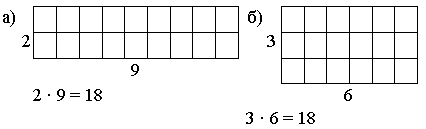 а)
2
9
2 · 9 = 18
б)
3
6
3 · 6 = 18